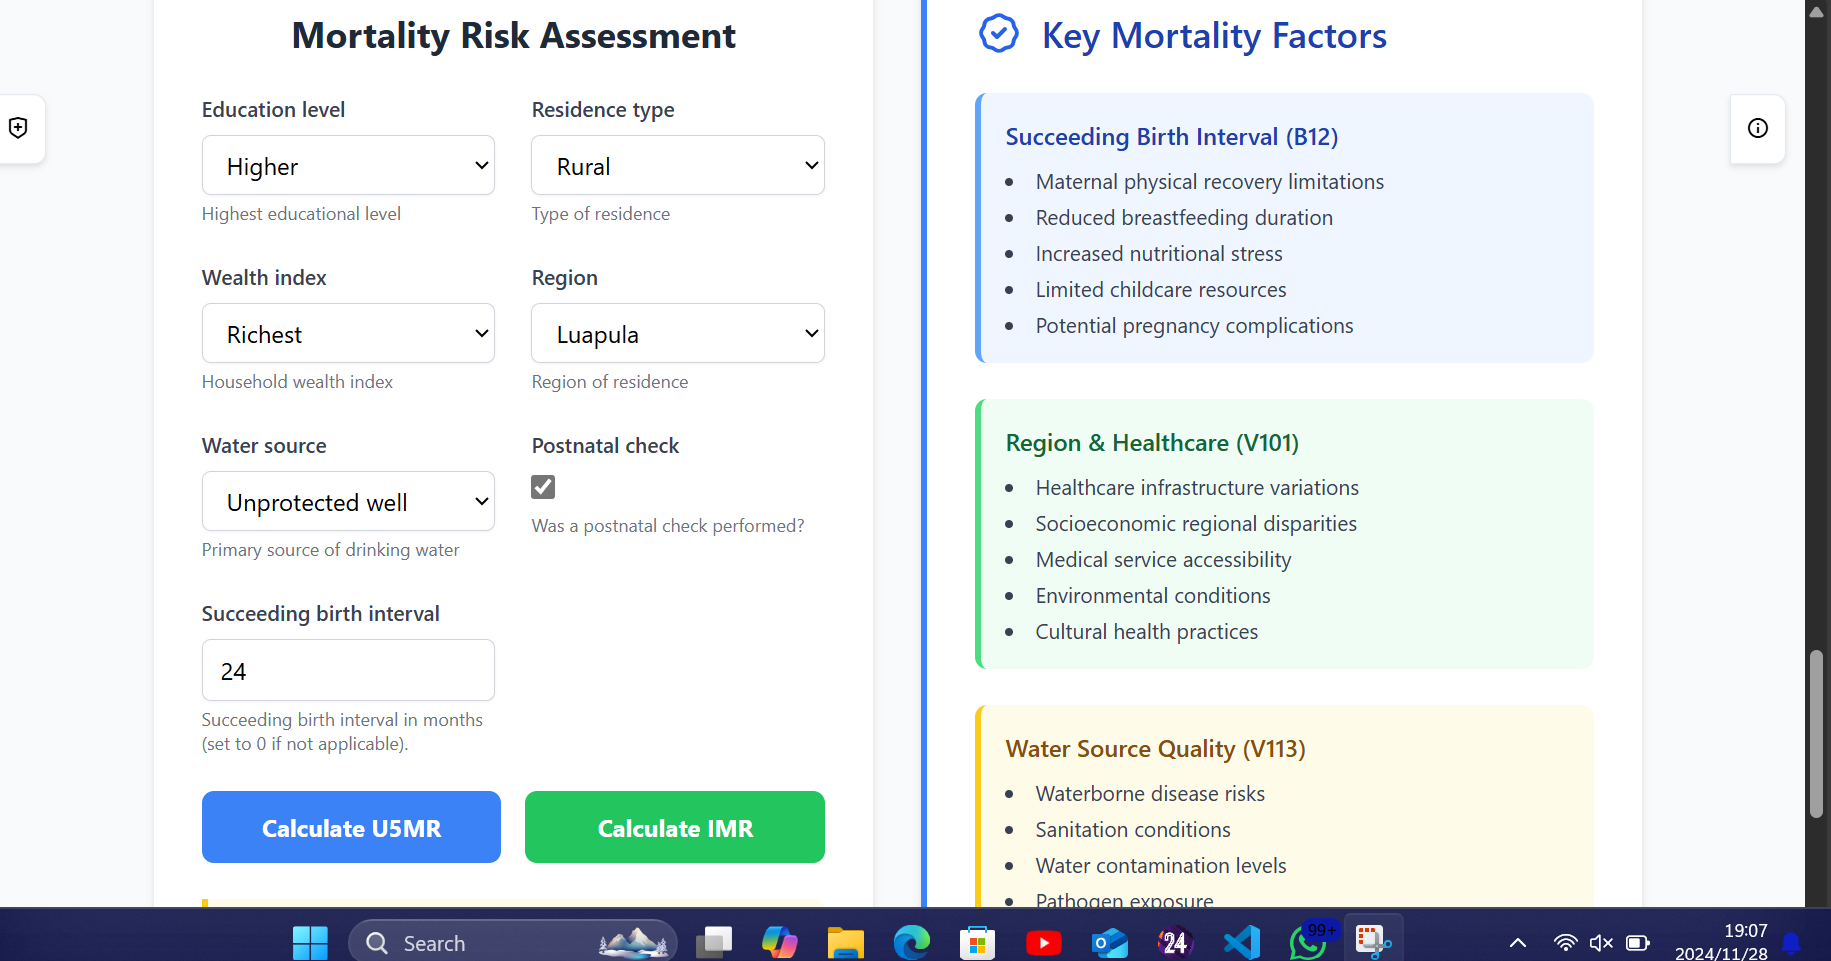 Mortality Risk Assessment
Education level
Higher
Highest educational level
Residence type
Rural
Type of residence
Wealth index
Richest
Household wealth index
Region
Luapula
Region of residence
Water source
Unprotected well
Primary source of drinking water
Postnatal check
Was a postnatal check performed?
Succeeding birth interval
24
Succeeding birth interval in months
(set to 0 if not applicable).
Calculate U5MR
Calculate IMR
Key Mortality Factors
Succeeding Birth Interval (B12)
Maternal physical recovery limitations
Reduced breastfeeding duration
Increased nutritional stress
Limited childcare resources
Potential pregnancy complications
Region & Healthcare (V101)
Healthcare infrastructure variations
Socioeconomic regional disparities
Medical service accessibility
Environmental conditions
Cultural health practices
Water Source Quality (V113)
Waterborne disease risks
Sanitation conditions
Water contamination levels
Pathogen exposure
Search
24
99+
19:07
2024/11/28